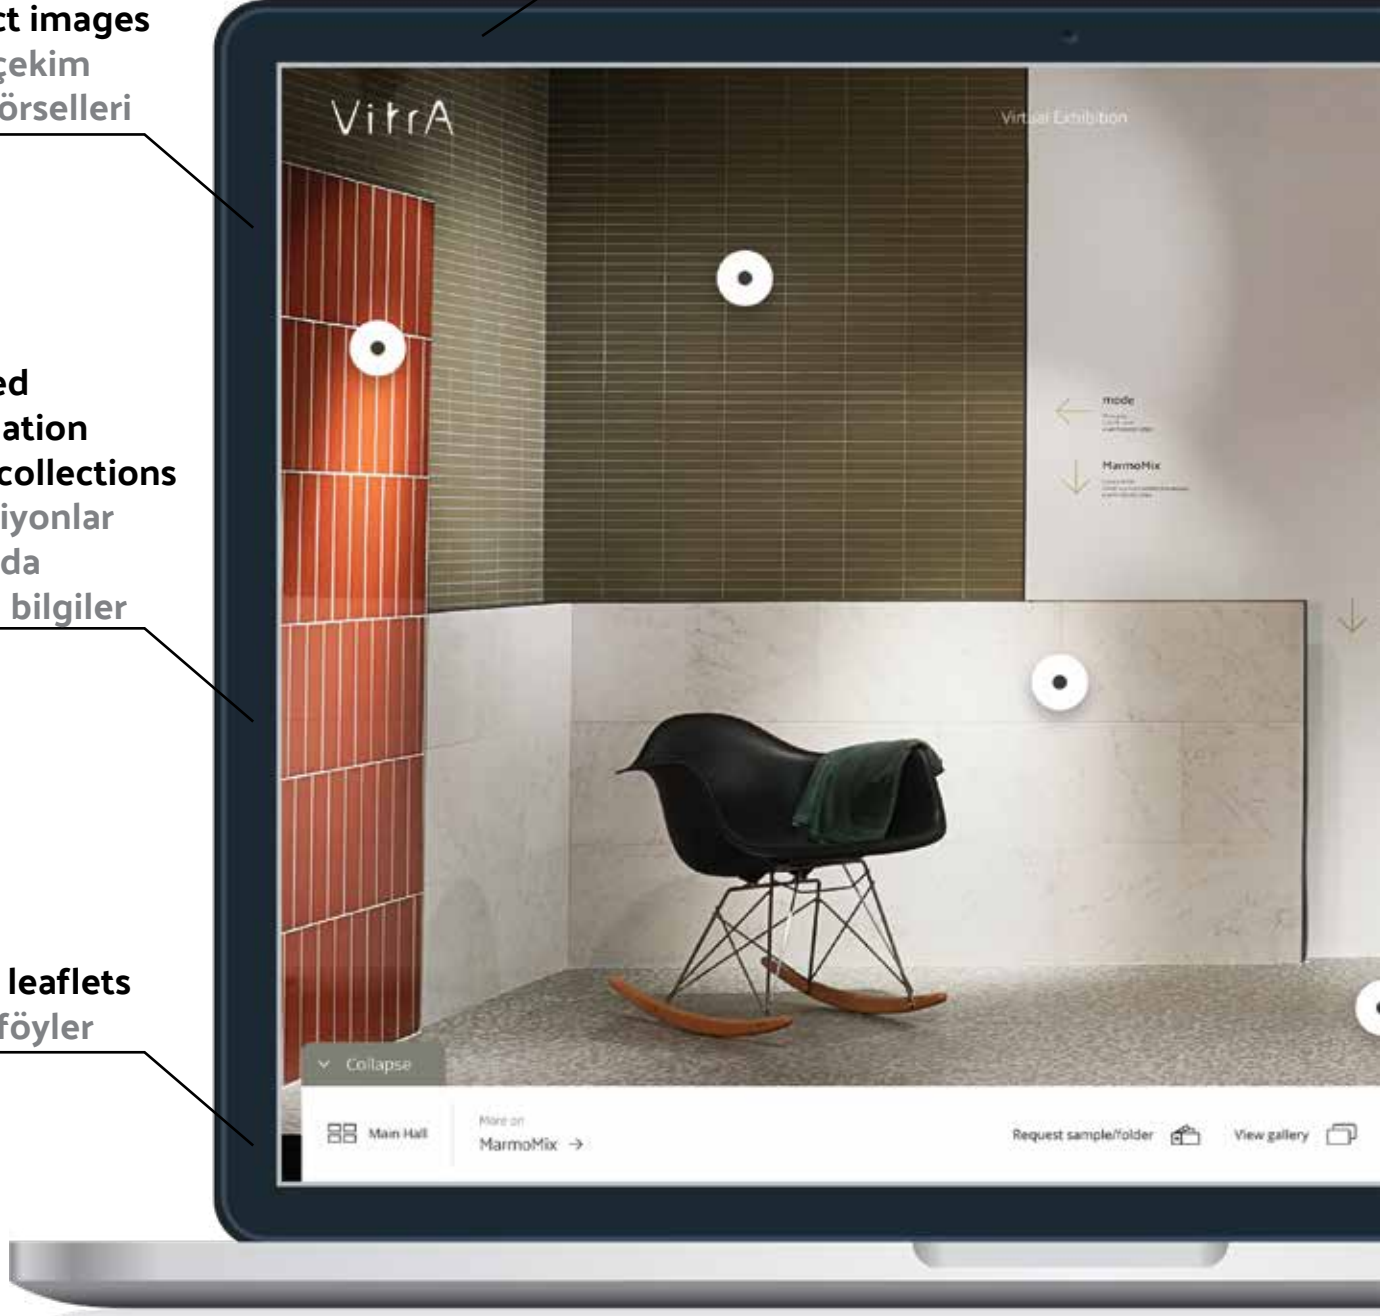 ct images
çekim
örselleri
VitrA
Virtual Exhibition
ed
ation
collections
iyonlar
da
bilgiler
mode
MarmoMix
leaflets
föyler
Collapse
Main Hall
More on
MarmoMix →
Request sample/folder
View gallery